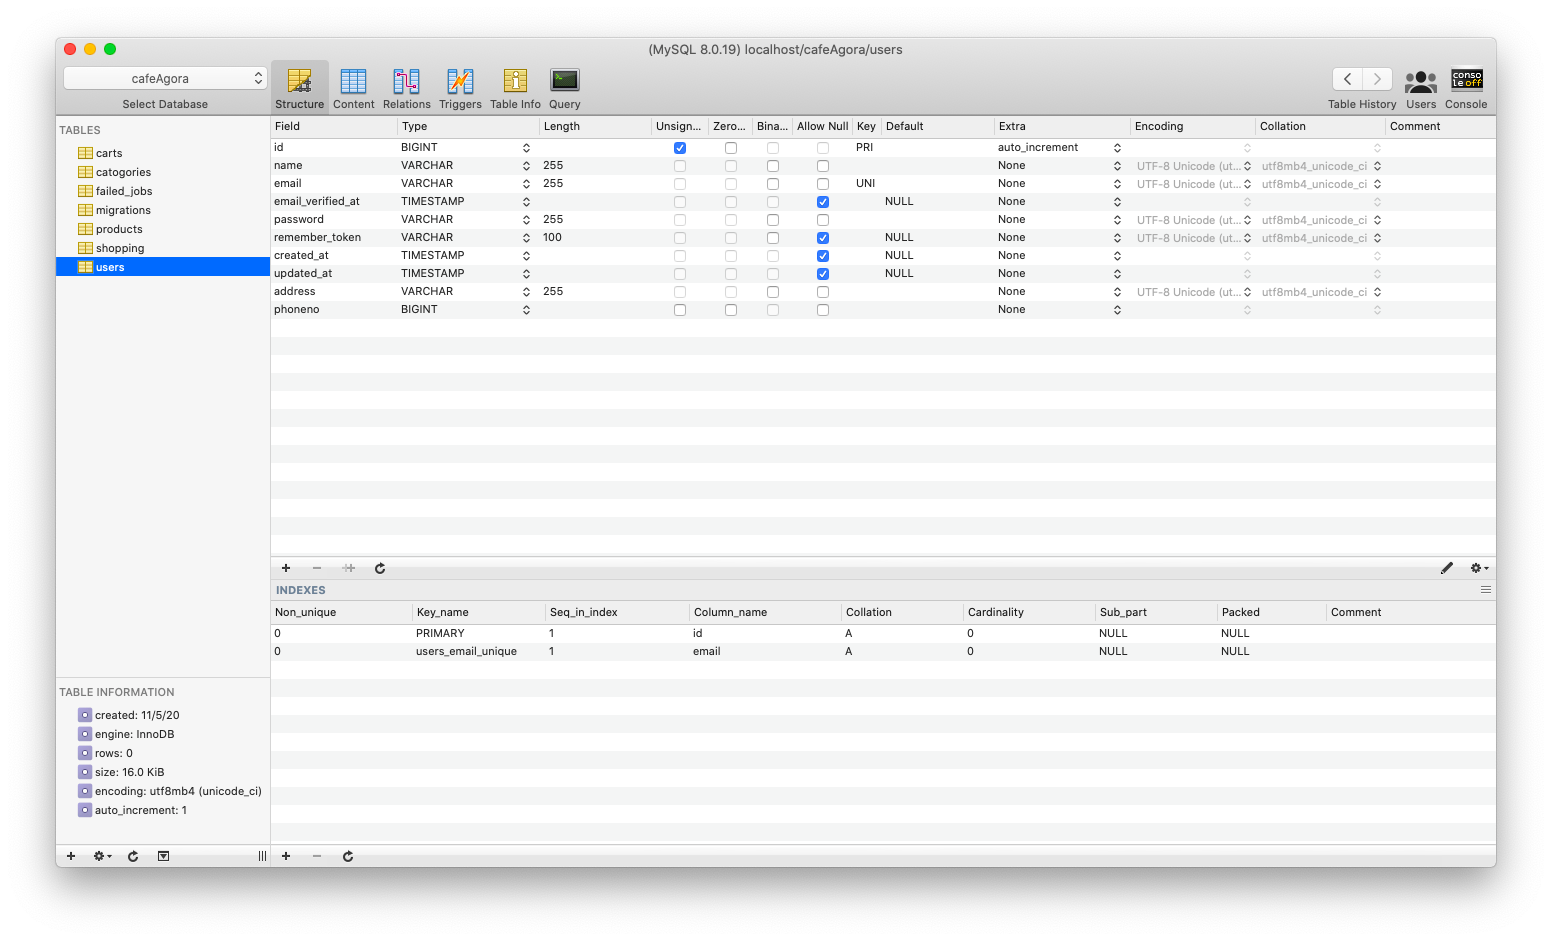 (MySQL 8.0.19) localhost/cafeAgora/users
cafeAgora
Select Database
Structure Content Relations Triggers Table Info Query
Table History Users Console
conso
le off
TABLES
carts
catogories
failed_jobs
migrations
products
shopping
users
Field Type Length Unsign... Zero... Bina... Allow Null Key Default Extra Encoding Collation Comment
id BIGINT PRI auto_increment
name VARCHAR 255 None UTF-8 Unicode (ut... utf8mb4_unicode_ci
email VARCHAR 255 UNI None UTF-8 Unicode (ut... utf8mb4_unicode_ci
email_verified_at TIMESTAMP NULL None
password VARCHAR 255 None UTF-8 Unicode (ut... utf8mb4_unicode_ci
remember_token VARCHAR 100 NULL None UTF-8 Unicode (ut... utf8mb4_unicode_ci
created_at TIMESTAMP NULL None
updated_at TIMESTAMP NULL None
address VARCHAR 255 None UTF-8 Unicode (ut... utf8mb4_unicode_ci
phoneno BIGINT None
INDEXES
Non_unique Key_name Seq_in_index Column_name Collation Cardinality Sub_part Packed Comment
0 PRIMARY 1 id A 0 NULL NULL
0 users_email_unique 1 email A 0 NULL NULL
TABLE INFORMATION
created: 11/5/20
engine: InnoDB
rows: 0
size: 16.0 KiB
encoding: utf8mb4 (unicode_ci)
auto_increment: 1